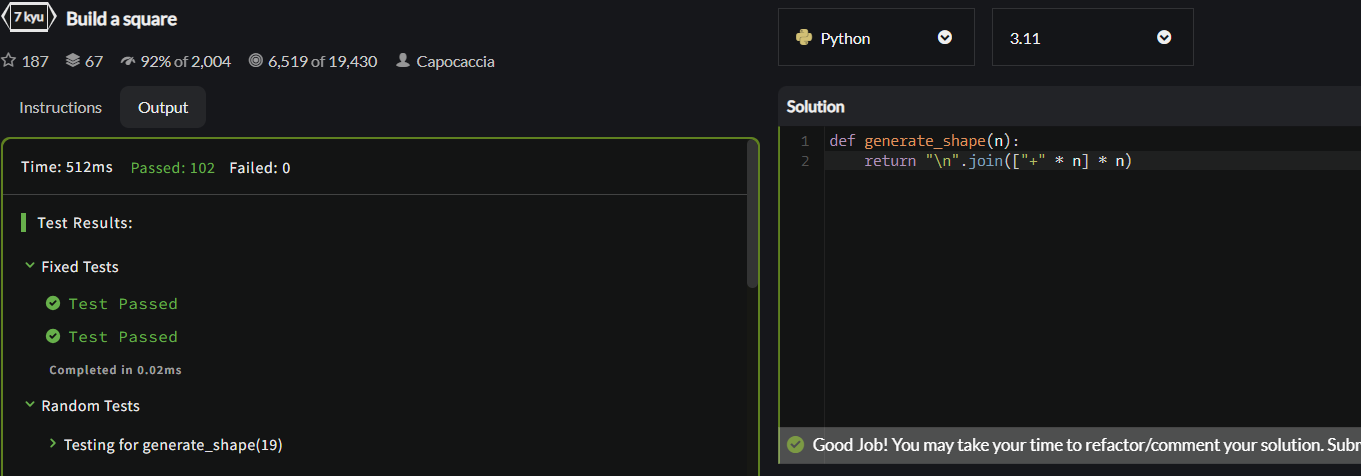 7 kyu Build a square
187 67 92% of 2,004 6,519 of 19,430 Capocaccia
Instructions Output
Time: 512ms Passed: 102 Failed: 0
Test Results:
Fixed Tests
Test Passed
Test Passed
Completed in 0.02ms
Random Tests
Testing for generate_shape(19)
Python 3.11
Solution
1 def generate_shape(n):
2     return "\n".join(["+" * n] * n)
Good Job! You may take your time to refactor/comment your solution. Subm